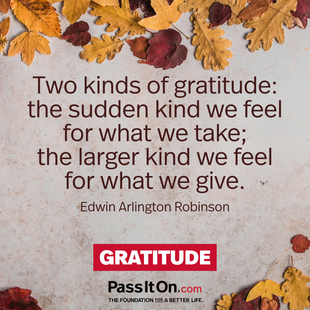 Two kinds of gratitude:
the sudden kind we feel
for what we take;
the larger kind we feel
for what we give.
Edwin Arlington Robinson
GRATITUDE
PassItOn.com
THE FOUNDATION FOR A BETTER LIFE.